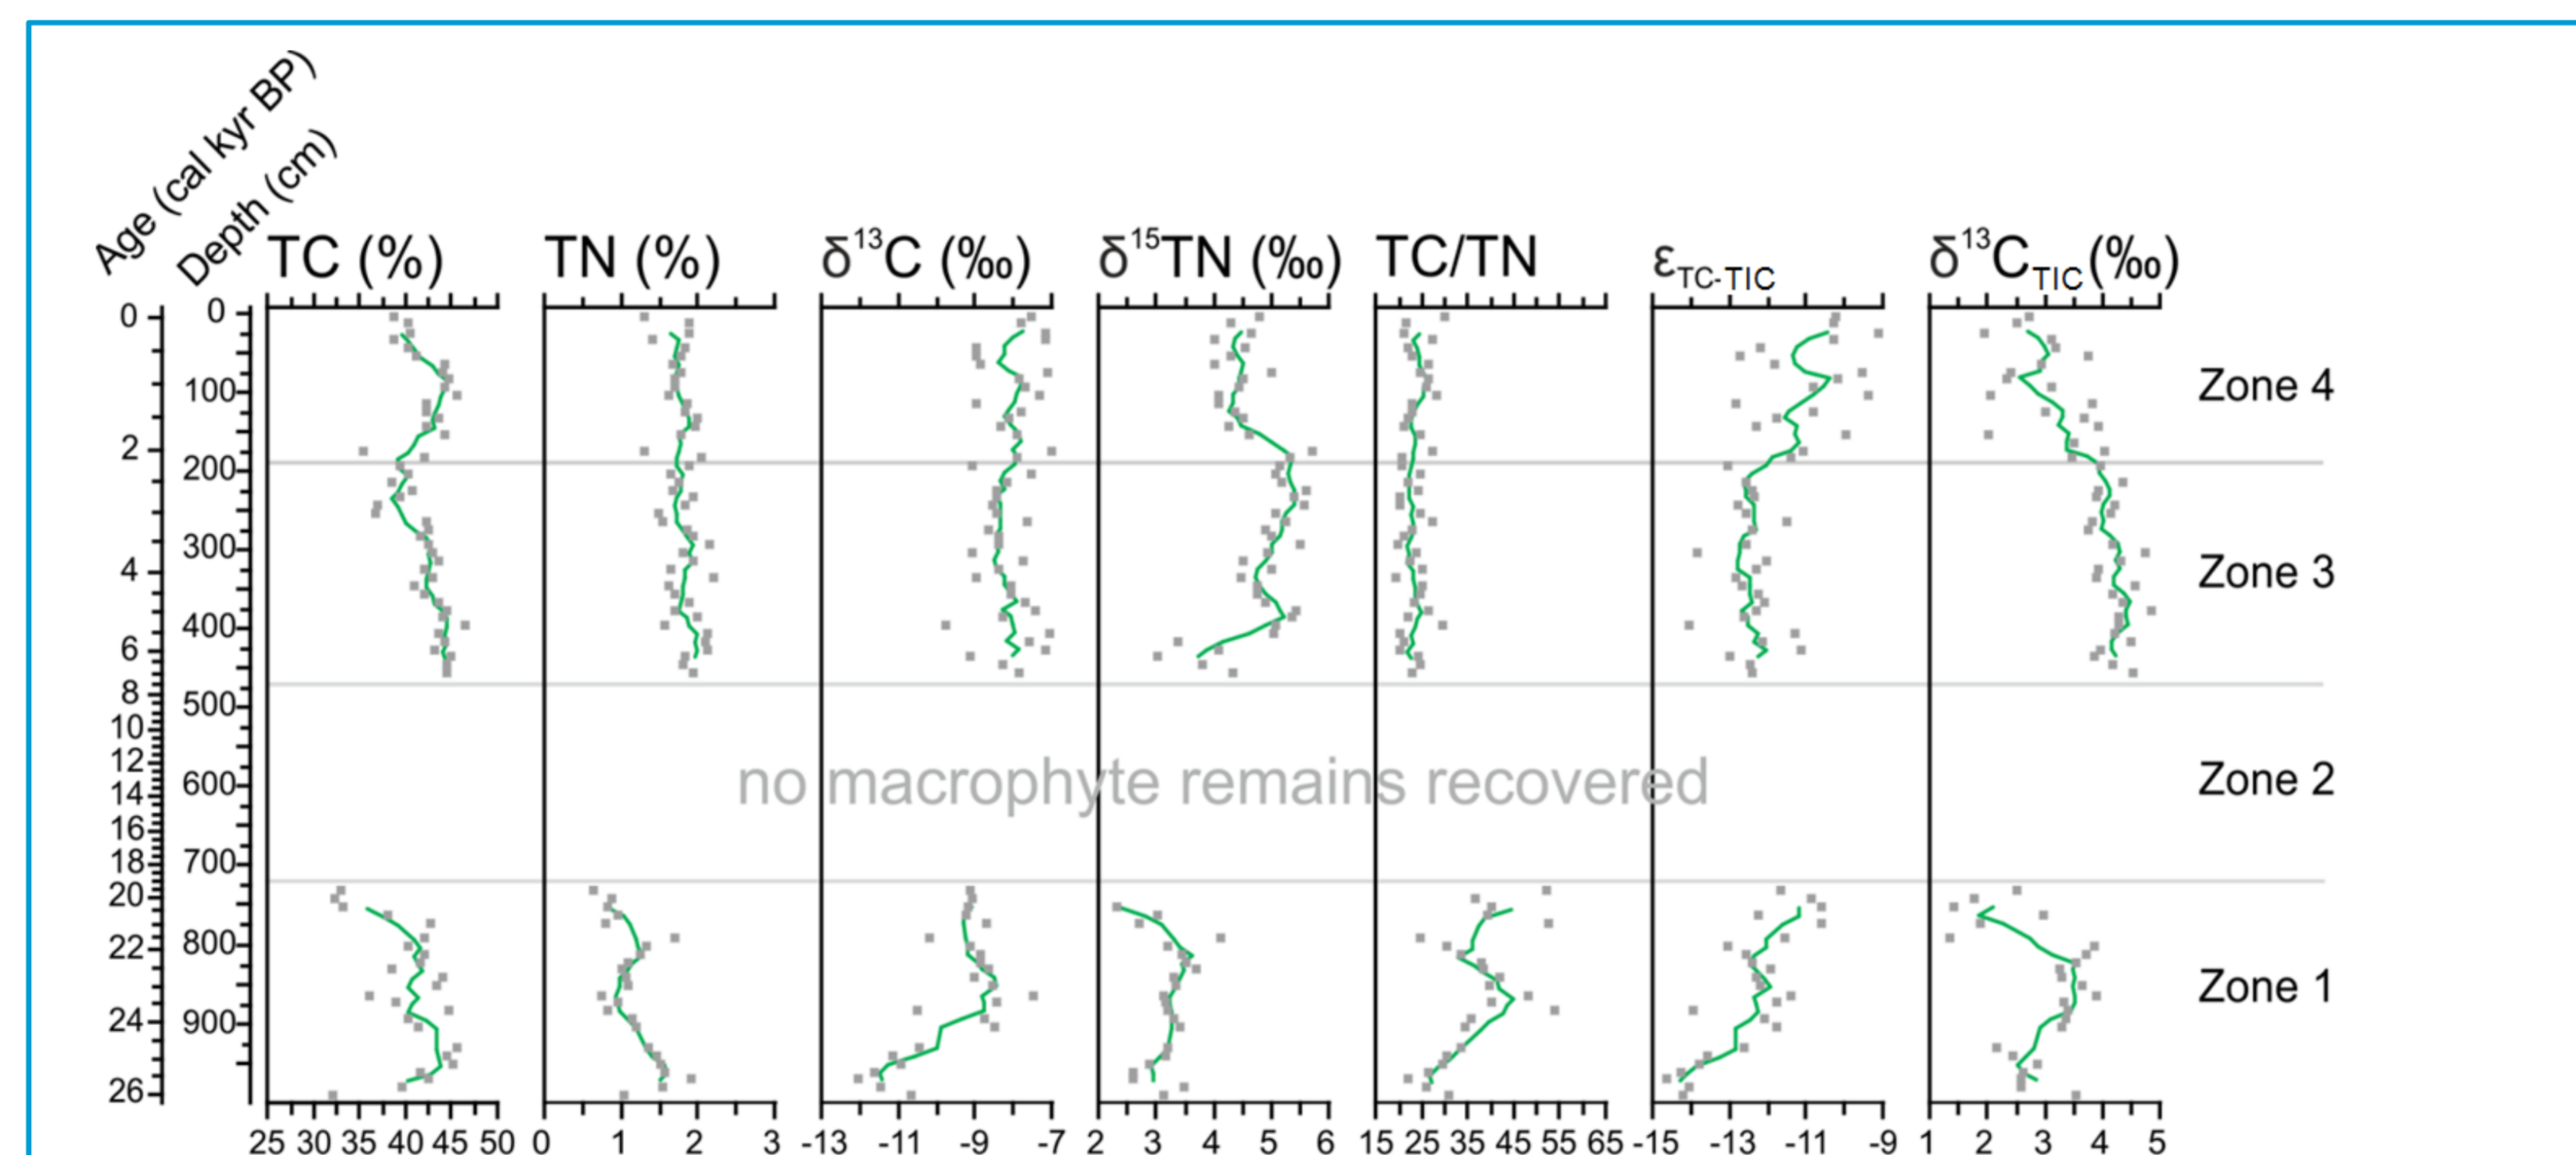 Age (cal kyr BP)
Depth (cm)
TC (%)
TN (%)
δ¹³C (‰)
δ¹⁵TN (‰)
TC/TN
εTC-TIC
δ¹³CTIC(‰)
0
2
4
6
8
10
12
14
16
18
20
22
24
26
0
100
200
300
400
500
600
700
800
900
Zone 4
Zone 3
no macrophyte remains recovered
Zone 2
Zone 1
25 30 35 40 45 50
0 1 2 3
-13 -11 -9 -7
2 3 4 5 6
15 25 35 45 55 65
-15 -13 -11 -9
1 2 3 4 5